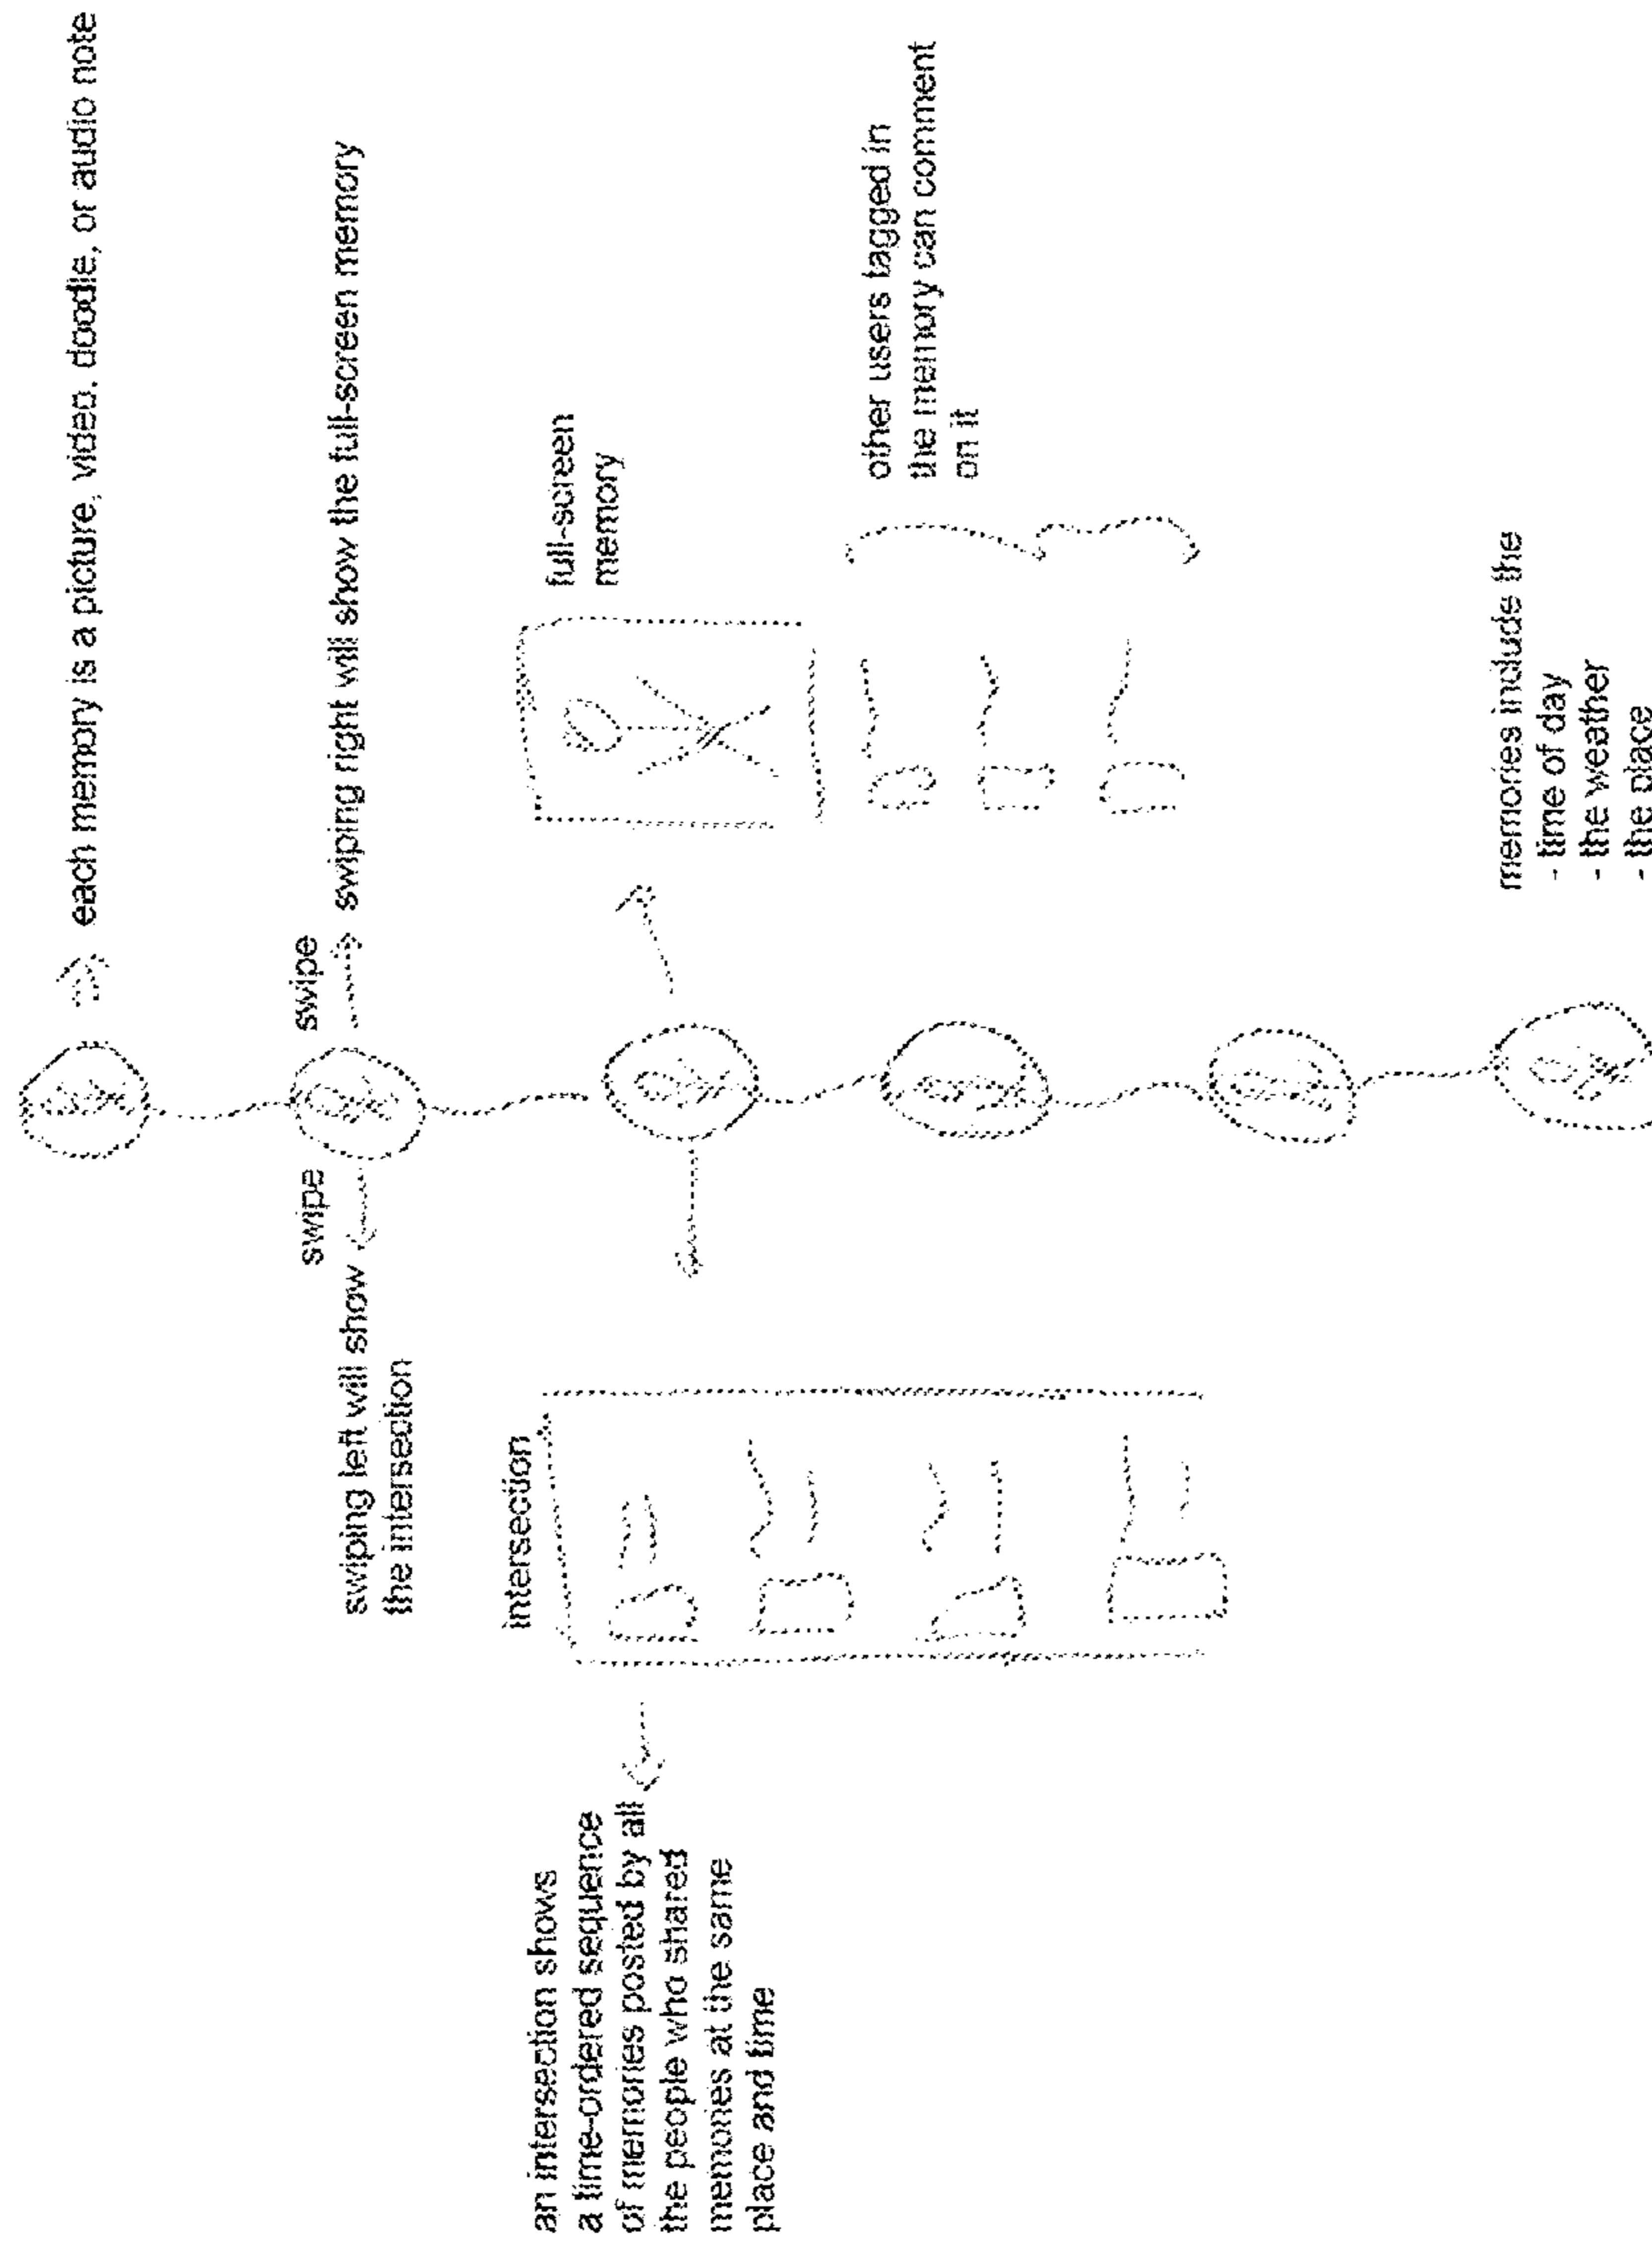 each memory is a picture, video, doodle, or audio note
swipe
swipe
swiping left will show
the intersection
swiping right will show the full-screen memory
an intersection shows
a time-ordered sequence
of memories posted by all
the people who shared
memories at the same
place and time
intersection
full-screen
memory
other users tagged in
the memory can comment
on it
memories include the
- time of day
- the weather
- the place